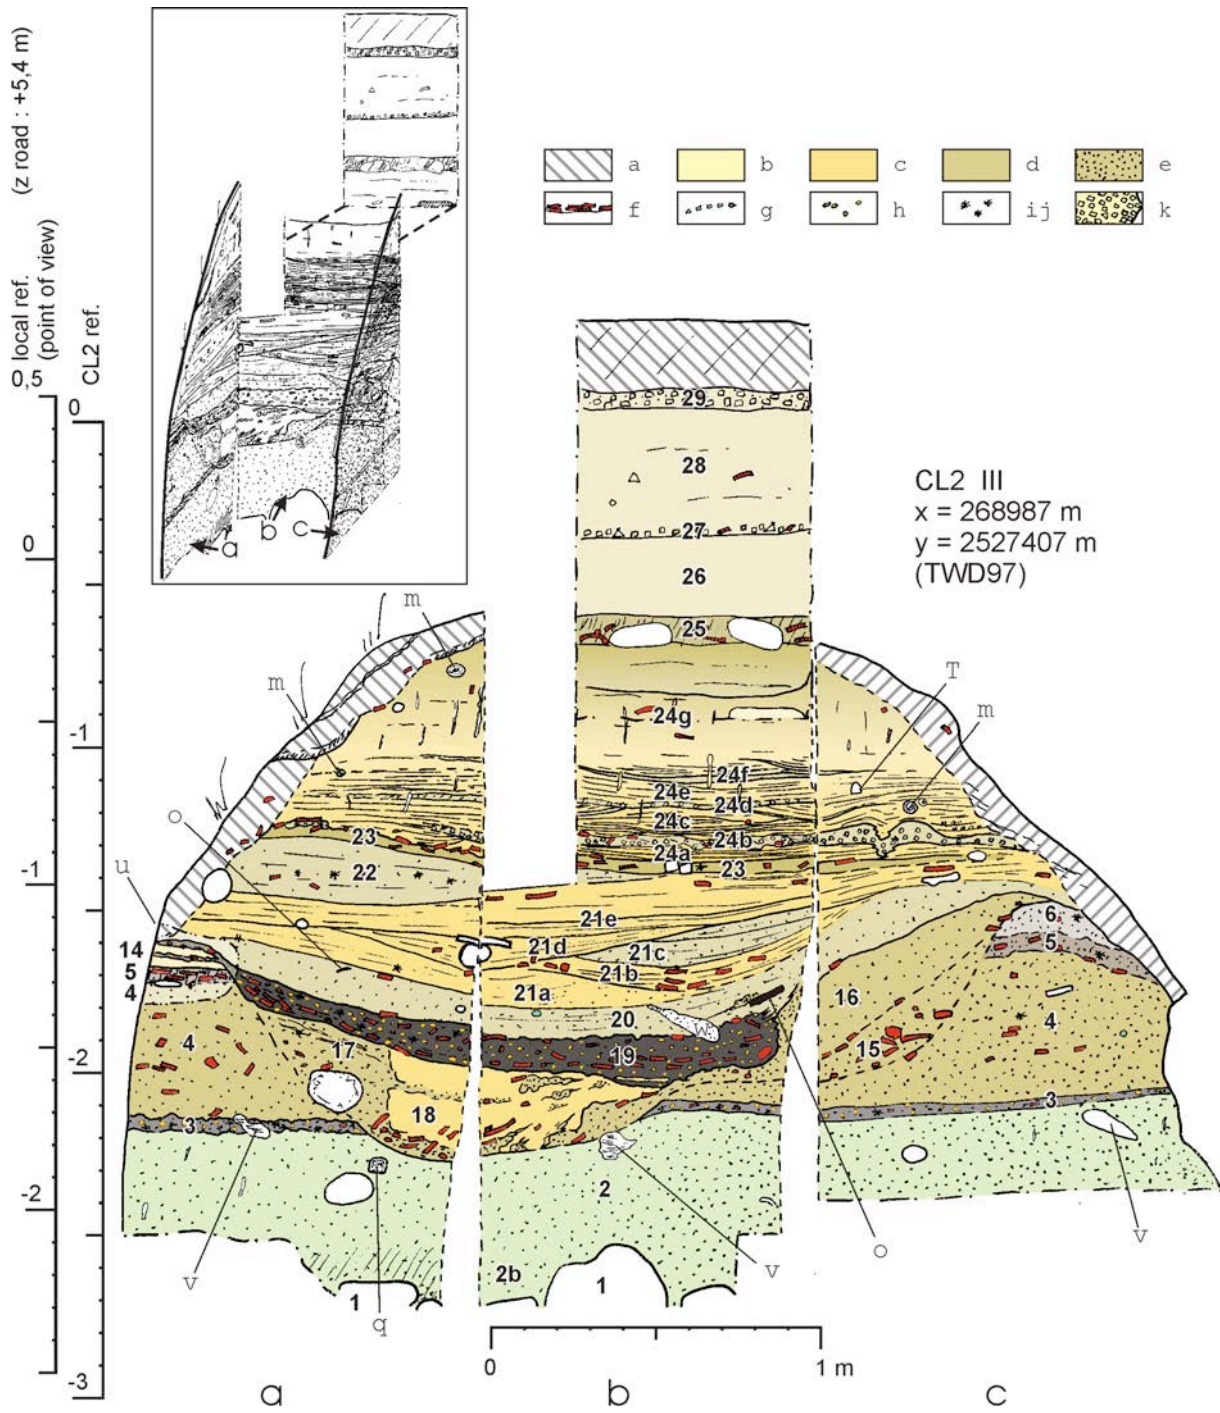 (z road : +5,4 m)
local ref.
(point of view)
CL2 ref.
0,5
0
-1
-2
-3
0
-1
-2
-3
a
b
c
a
b
c
d
e
f
g
h
ij
k
CL2 III
x = 268987 m
y = 2527407 m
(TWD97)
29
28
27
26
25
24g
24f
24e
24d
24c
24b
24a
23
23
22
21e
21d
21c
21b
21a
20
19
18
17
16
15
14
6
5
5
4
4
4
3
3
2
2b
1
1
m
m
m
T
o
o
u
v
v
v
q
w
0
1 m
a
b
c